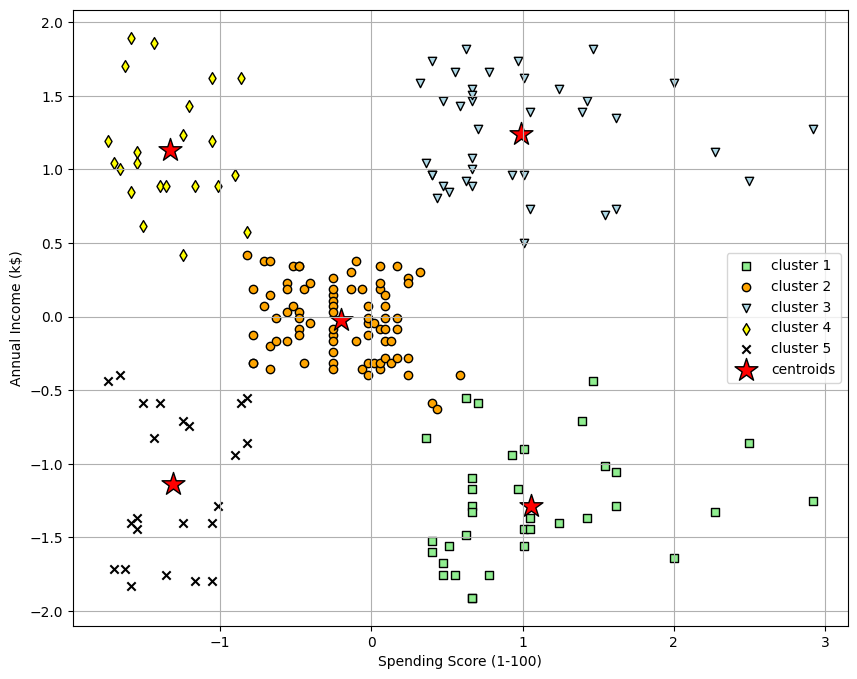 2.0
1.5
1.0
0.5
0.0
−0.5
−1.0
−1.5
−2.0
Annual Income (k$)
cluster 1
cluster 2
cluster 3
cluster 4
cluster 5
centroids
−1 0 1 2 3
Spending Score (1-100)